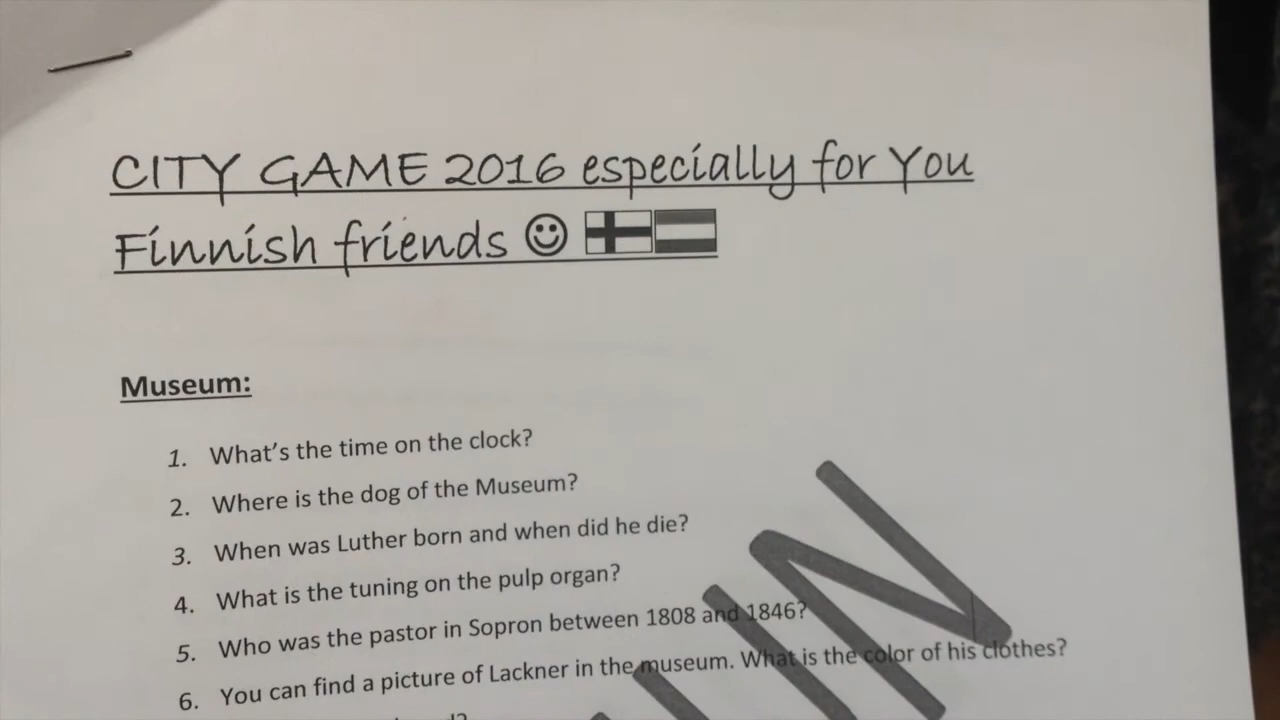 CITY GAME 2016 especially for You
Finnish friends ☺
Museum:
1. What's the time on the clock?
2. Where is the dog of the Museum?
3. When was Luther born and when did he die?
4. What is the tuning on the pulp organ?
5. Who was the pastor in Sopron between 1808 and 1846?
6. You can find a picture of Lackner in the museum. What is the color of his clothes?